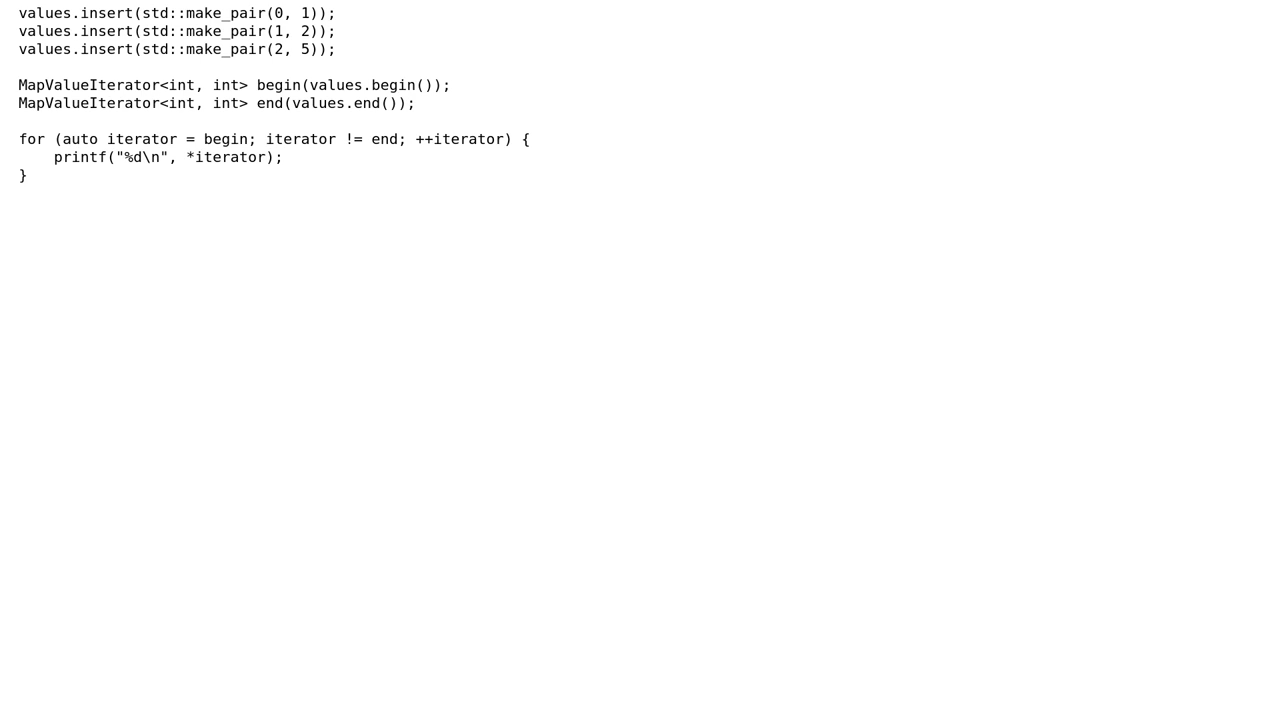 values.insert(std::make_pair(0, 1));
values.insert(std::make_pair(1, 2));
values.insert(std::make_pair(2, 5));

MapValueIterator<int, int> begin(values.begin());
MapValueIterator<int, int> end(values.end());

for (auto iterator = begin; iterator != end; ++iterator) {
    printf("%d\n", *iterator);
}